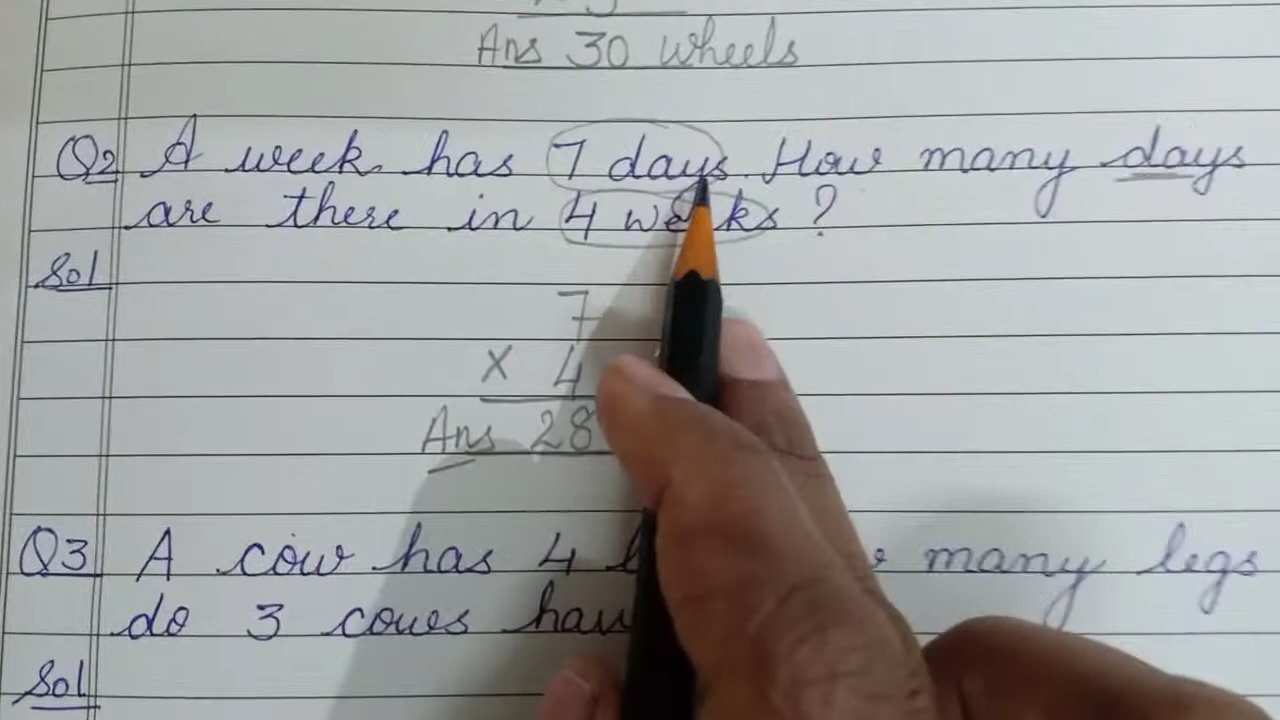 Ans 30 wheels
Q2 A week has 7 days. How many days
are there in 4 weeks ?
Sol
7
× 4
Ans 28
Q3 A cow has 4 many legs
do 3 cows
Sol